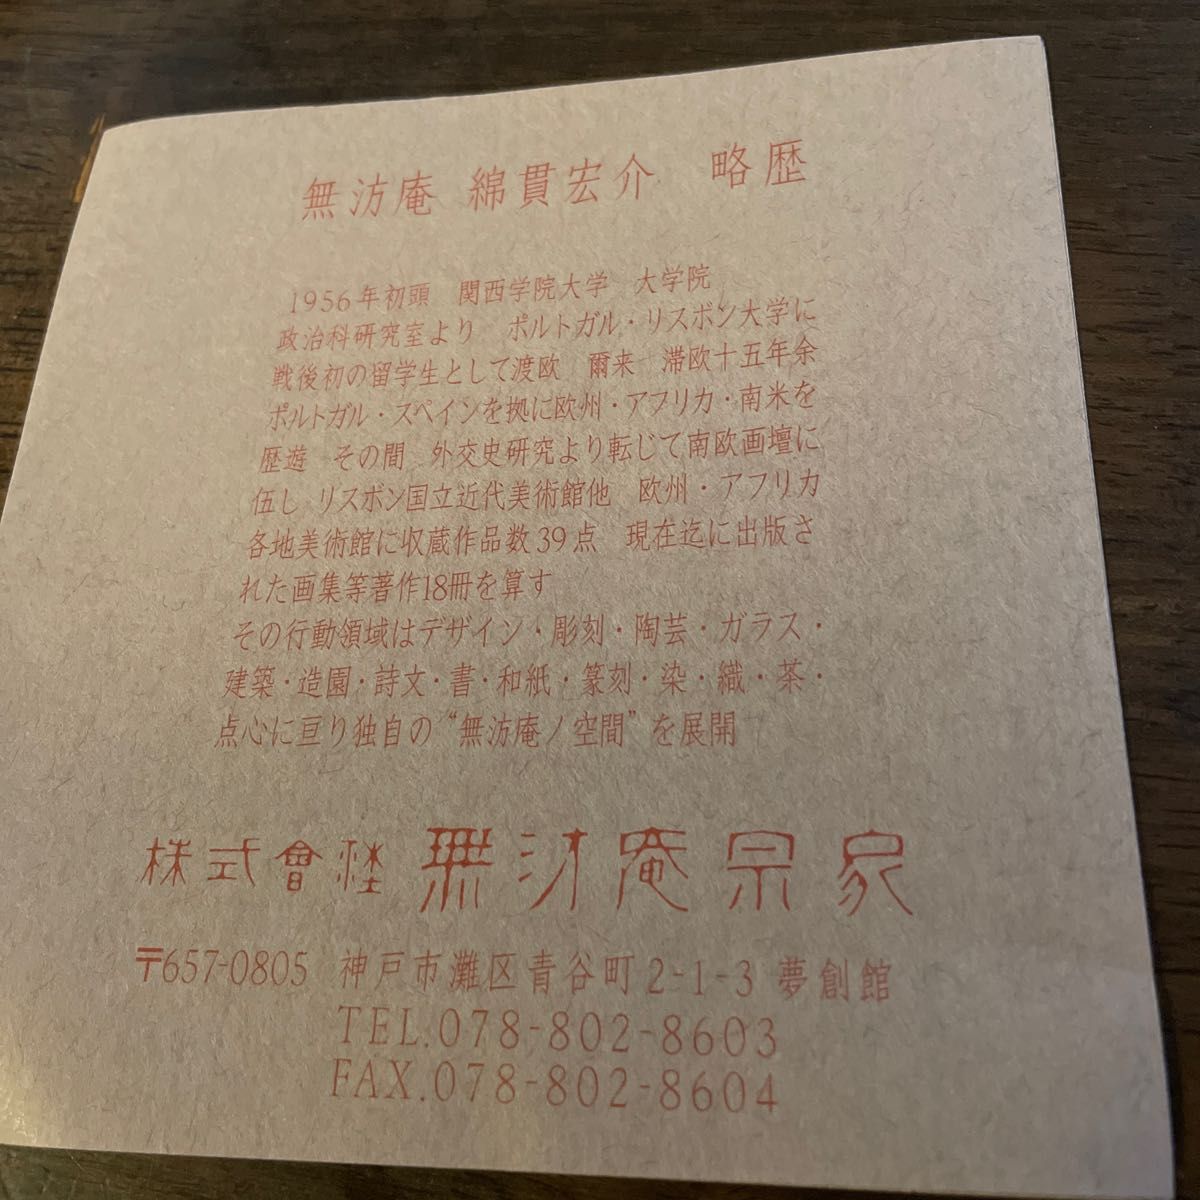 無汸庵 綿貫宏介 略歴
1956年初頭 関西学院大学 大学院
政治科研究室より ポルトガル・リスボン大学に
戦後初の留学生として渡欧 爾来 滞欧十五年余
ポルトガル・スペインを拠に欧州・アフリカ・南米を
歴遊 その間 外交史研究より転じて南欧画壇に
伍し リスボン国立近代美術館他 欧州・アフリカ
各地美術館に収蔵作品数39点 現在迄に出版さ
れた画集等著作18冊を算す
その行動領域はデザイン・彫刻・陶芸・ガラス・
建築・造園・詩文・書・和紙・篆刻・染・織・茶・
点心に亘り独自の“無汸庵ノ空間”を展開
株式會社 無汸庵宗家
〒657-0805 神戸市灘区青谷町2-1-3 夢創館
TEL.078-802-8603
FAX.078-802-8604